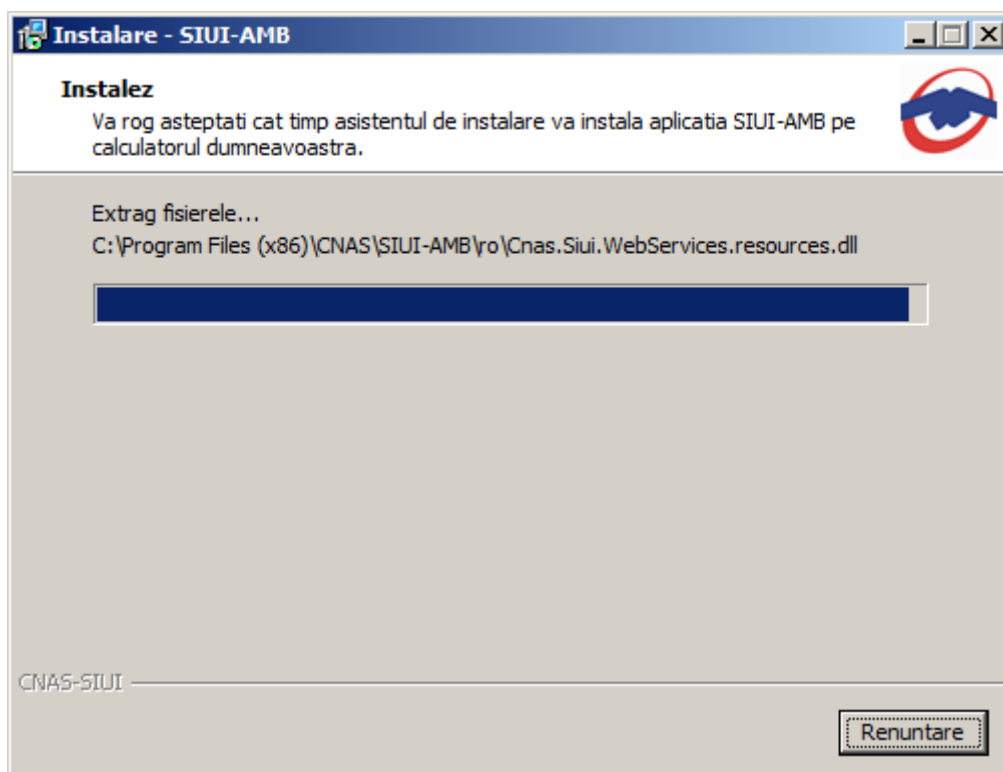 Instalare - SIUI-AMB
Instalez
Va rog asteptati cat timp asistentul de instalare va instala aplicatia SIUI-AMB pe
calculatorul dumneavoastra.
Extrag fisierele...
C:\Program Files (x86)\CNAS\SIUI-AMB\ro\Cnas.Siui.WebServices.resources.dll
CNAS-SIUI
Renuntare